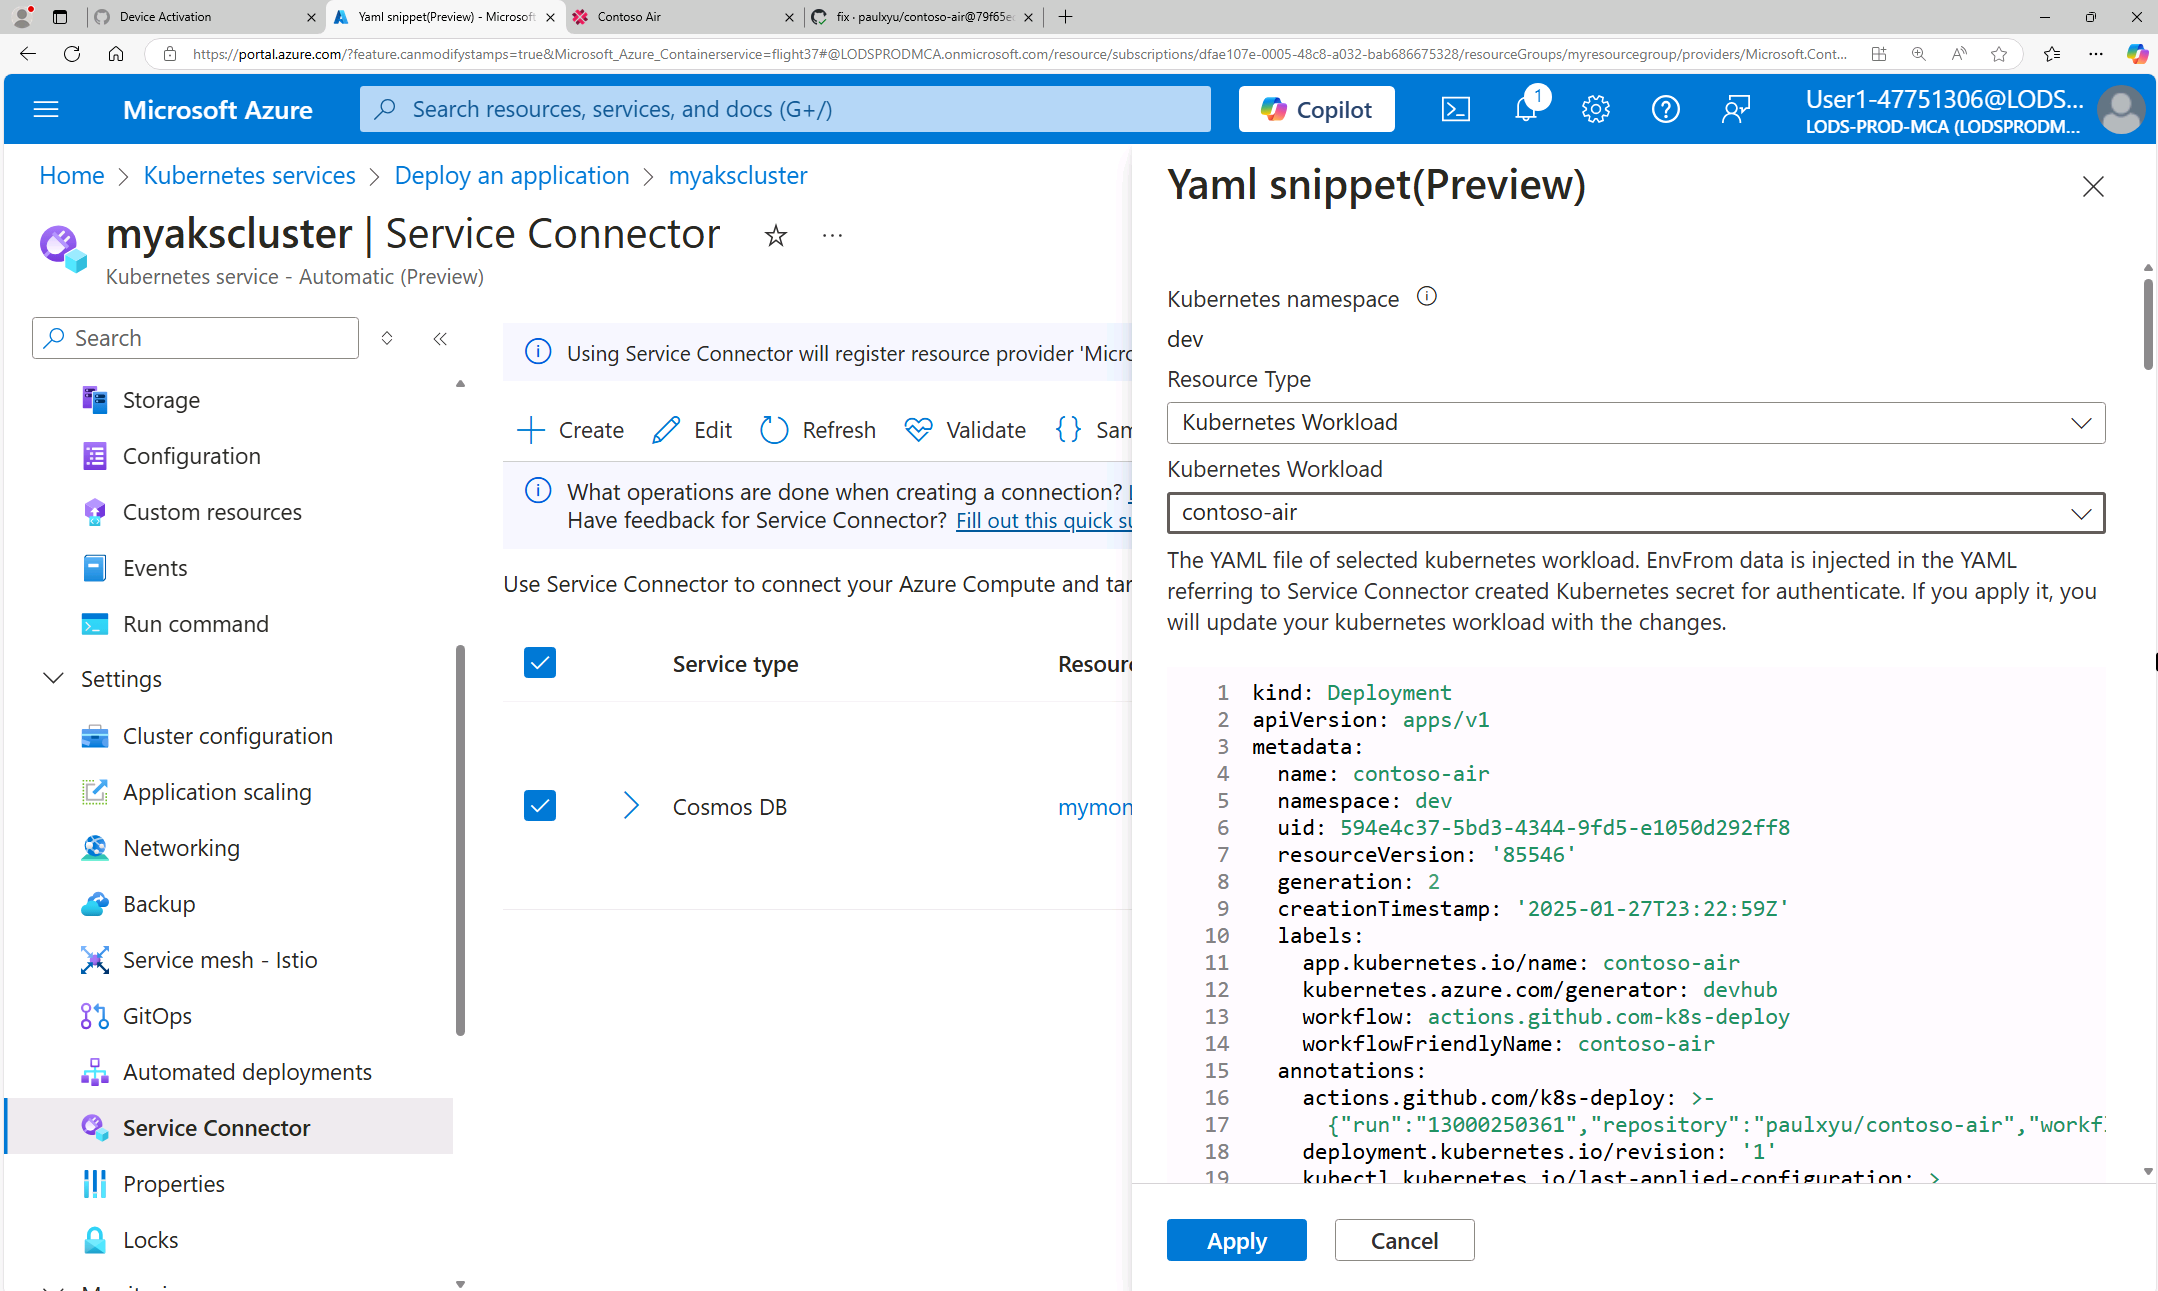 Device Activation
Yaml snippet(Preview) - Microsoft
Contoso Air
fix · paulxyu/contoso-air@79f65e
https://portal.azure.com/?feature.canmodifystamps=true&Microsoft_Azure_Containerservice=flight37#@LODSPRODMCA.onmicrosoft.com/resource/subscriptions/dfae107e-0005-48c8-a032-bab686675328/resourceGroups/myresourcegroup/providers/Microsoft.Cont...
Microsoft Azure
Search resources, services, and docs (G+/)
Copilot
1
User1-47751306@LODS...
LODS-PROD-MCA (LODSPRODM...
Home > Kubernetes services > Deploy an application > myakscluster
myakscluster | Service Connector
Kubernetes service - Automatic (Preview)
Search
Storage
Configuration
Custom resources
Events
Run command
Settings
Cluster configuration
Application scaling
Networking
Backup
Service mesh - Istio
GitOps
Automated deployments
Service Connector
Properties
Locks
Using Service Connector will register resource provider 'Micro
Create
Edit
Refresh
Validate
Sam
What operations are done when creating a connection?
Have feedback for Service Connector? Fill out this quick su
Use Service Connector to connect your Azure Compute and tar
Service type
Resour
Cosmos DB
mymon
Yaml snippet(Preview)
Kubernetes namespace
dev
Resource Type
Kubernetes Workload
Kubernetes Workload
contoso-air
The YAML file of selected kubernetes workload. EnvFrom data is injected in the YAML
referring to Service Connector created Kubernetes secret for authenticate. If you apply it, you
will update your kubernetes workload with the changes.
1 kind: Deployment
2 apiVersion: apps/v1
3 metadata:
4 name: contoso-air
5 namespace: dev
6 uid: 594e4c37-5bd3-4344-9fd5-e1050d292ff8
7 resourceVersion: '85546'
8 generation: 2
9 creationTimestamp: '2025-01-27T23:22:59Z'
10 labels:
11 app.kubernetes.io/name: contoso-air
12 kubernetes.azure.com/generator: devhub
13 workflow: actions.github.com-k8s-deploy
14 workflowFriendlyName: contoso-air
15 annotations:
16 actions.github.com/k8s-deploy: >-
17 {"run":"13000250361","repository":"paulxyu/contoso-air","workf
18 deployment.kubernetes.io/revision: '1'
19 kubectl.kubernetes.io/last-applied-configuration: >
Apply
Cancel